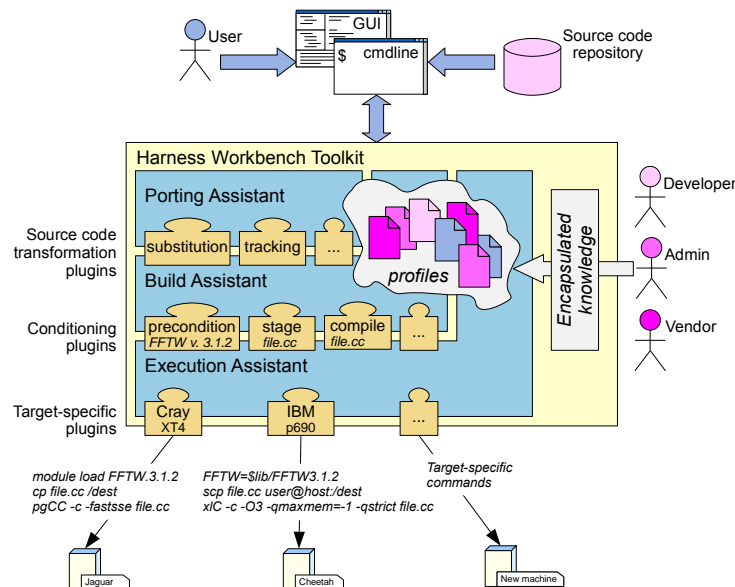 GUI
User
$ cmdline
Source code
repository
Harness Workbench Toolkit
Porting Assistant
Developer
Source code
transformation
plugins
substitution
tracking
...
profiles
Encapsulated
knowledge
Admin
Build Assistant
Conditioning
plugins
precondition
FFTW v. 3.1.2
stage
file.cc
compile
file.cc
...
Vendor
Execution Assistant
Target-specific
plugins
Cray
XT4
IBM
p690
...
module load FFTW.3.1.2
cp file.cc /dest
pgCC -c -fastsse file.cc
FFTW=$lib/FFTW3.1.2
scp file.cc user@host:/dest
xlC -c -O3 -qmaxmem=-1 -qstrict file.cc
Target-specific
commands
Jaguar
Cheetah
New machine